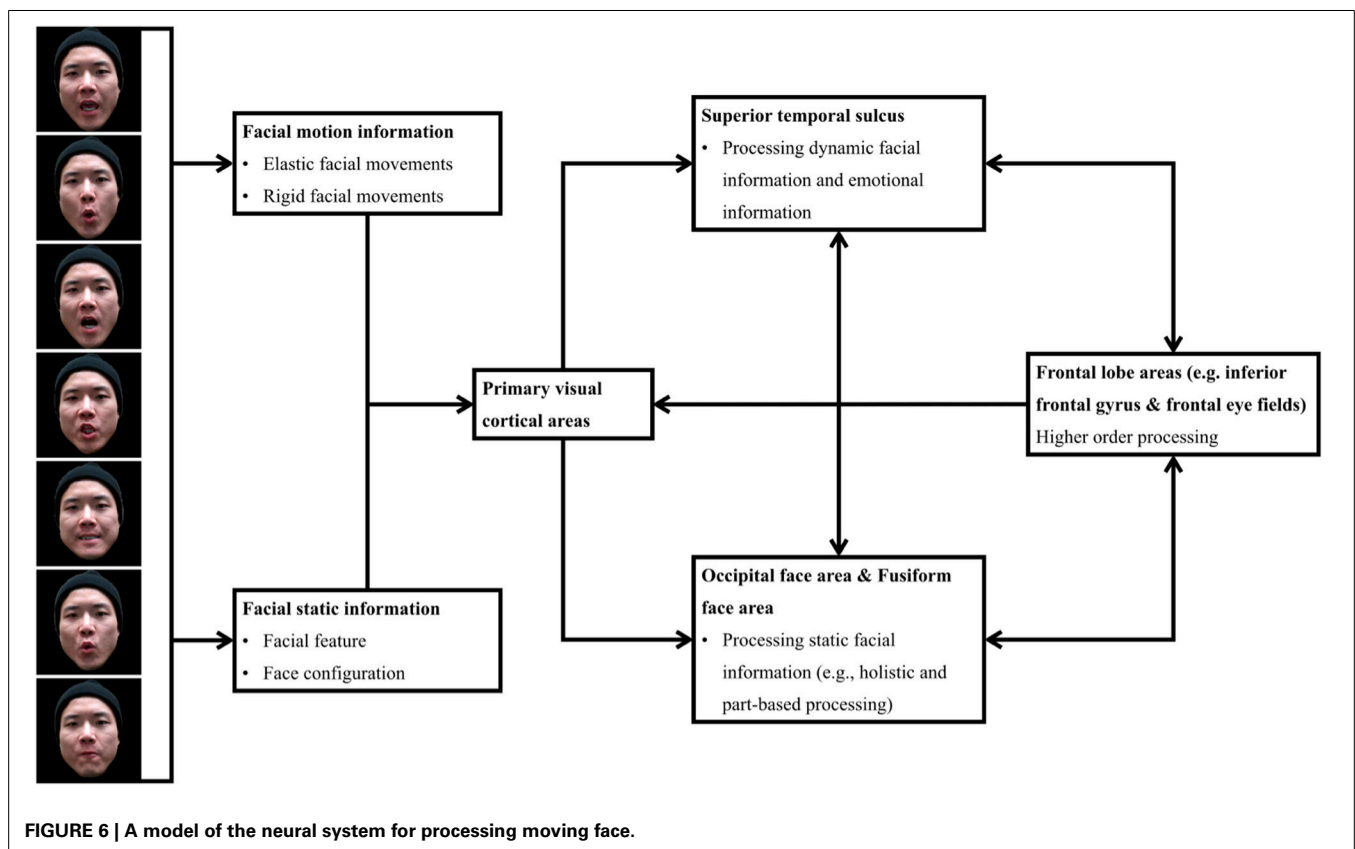 Facial motion information
• Elastic facial movements
• Rigid facial movements
Facial static information
• Facial feature
• Face configuration
Primary visual
cortical areas
Superior temporal sulcus
• Processing dynamic facial
information and emotional
information
Occipital face area & Fusiform
face area
• Processing static facial
information (e.g., holistic and
part-based processing)
Frontal lobe areas (e.g. inferior
frontal gyrus & frontal eye fields)
Higher order processing
FIGURE 6 | A model of the neural system for processing moving face.